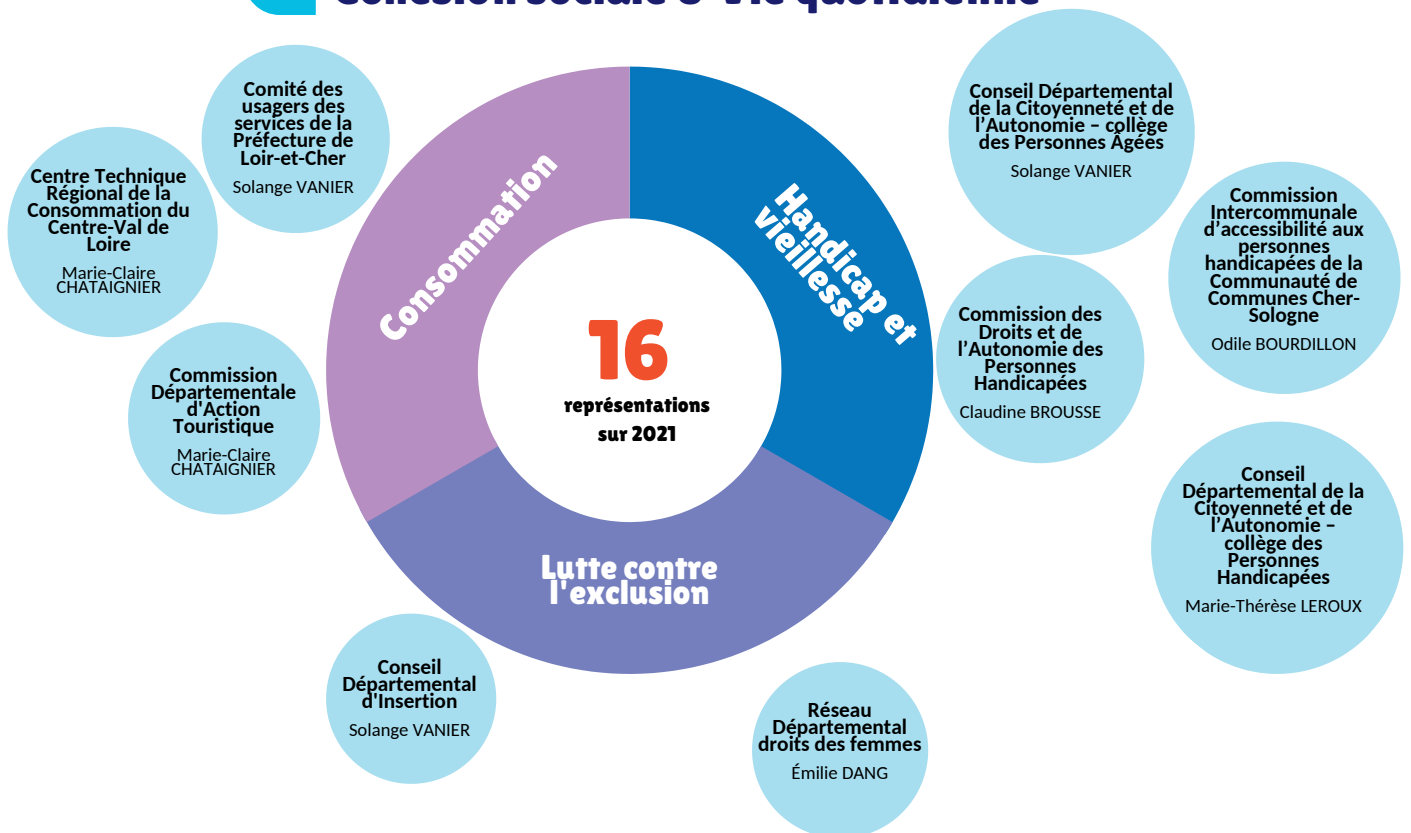 Cohésion sociale & Vie quotidienne
Comité des
usagers des
services de la
Préfecture de
Loir-et-Cher
Solange VANIER
Centre Technique
Régional de la
Consommation du
Centre-Val de
Loire
Marie-Claire
CHATAIGNIER
Commission
Départementale
d'Action
Touristique
Marie-Claire
CHATAIGNIER
Consommation
Handicap et
vieillesse
Lutte contre
l'exclusion
16
représentations
sur 2021
Conseil Départemental
de la Citoyenneté et de
l’Autonomie – collège
des Personnes Âgées
Solange VANIER
Commission
Intercommunale
d’accessibilité aux
personnes
handicapées de la
Communauté de
Communes Cher-
Sologne
Odile BOURDILLON
Commission des
Droits et de
l’Autonomie des
Personnes
Handicapées
Claudine BROUSSE
Conseil
Départemental de la
Citoyenneté et de
l’Autonomie –
collège des
Personnes
Handicapées
Marie-Thérèse LEROUX
Conseil
Départemental
d'Insertion
Solange VANIER
Réseau
Départemental
droits des femmes
Émilie DANG